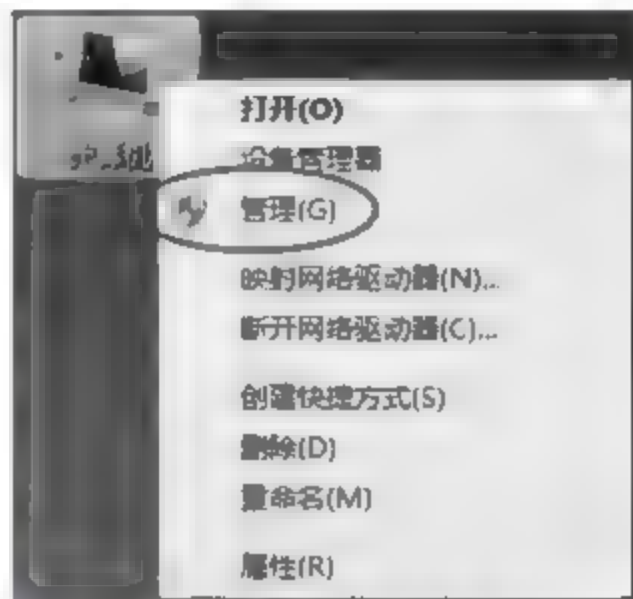 打开(O)
设备管理器
管理(G)
映射网络驱动器(N)...
断开网络驱动器(C)...
创建快捷方式(S)
删除(D)
重命名(M)
属性(R)